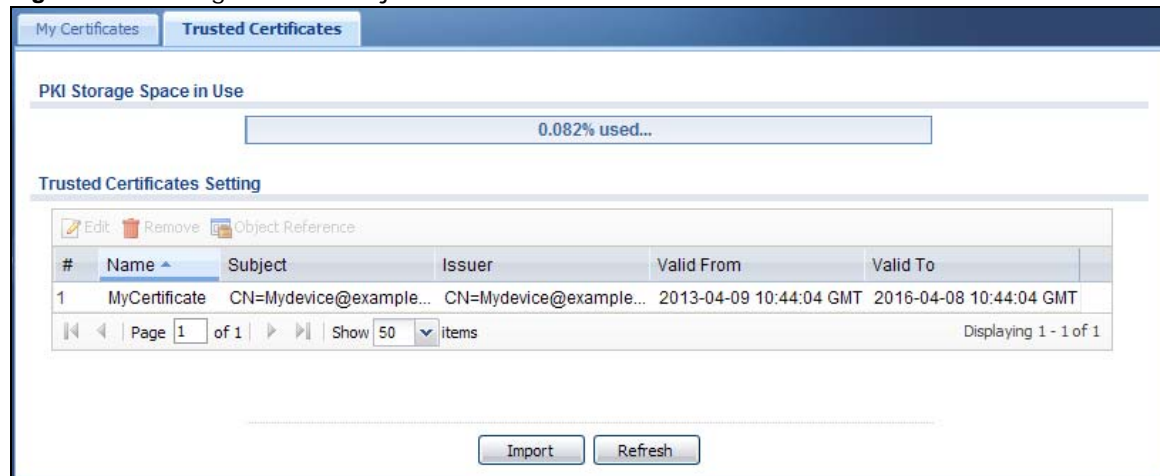 My Certificates Trusted Certificates
PKI Storage Space in Use
0.082% used...
Trusted Certificates Setting
Edit Remove Object Reference
# Name Subject Issuer Valid From Valid To
1 MyCertificate CN=Mydevice@example... CN=Mydevice@example... 2013-04-09 10:44:04 GMT 2016-04-08 10:44:04 GMT
Page 1 of 1 Show 50 items Displaying 1 - 1 of 1
Import Refresh